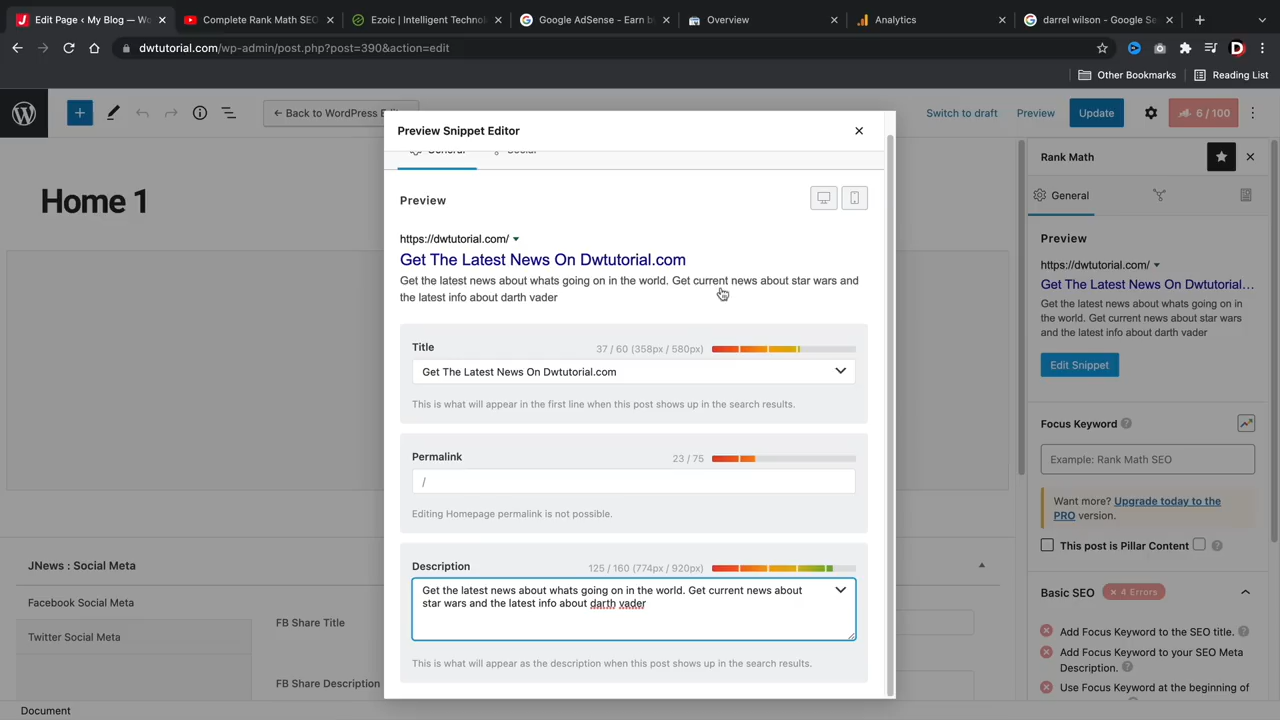 Edit Page ‹ My Blog — Wo
Complete Rank Math SEO
Ezoic | Intelligent Technol
Google AdSense - Earn b
Overview
Analytics
darrel wilson - Google Se
dwtutorial.com/wp-admin/post.php?post=390&action=edit
D
Other Bookmarks
Reading List
← Back to WordPress E
Switch to draft
Preview
Update
6 / 100
Preview Snippet Editor
Rank Math
Home 1
General
Social
General
Preview
Preview
https://dwtutorial.com/
Get The Latest News On Dwtutorial.com
Get the latest news about whats going on in the world. Get current news about star wars and
the latest info about darth vader
https://dwtutorial.com/
Get The Latest News On Dwtutorial...
Get the latest news about whats going on in
the world. Get current news about star wars
and the latest info about darth vader
Edit Snippet
Title
37 / 60 (358px / 580px)
Get The Latest News On Dwtutorial.com
This is what will appear in the first line when this post shows up in the search results.
Focus Keyword
Example: Rank Math SEO
Permalink
23 / 75
/
Editing Homepage permalink is not possible.
Want more? Upgrade today to the
PRO version.
This post is Pillar Content
Description
125 / 160 (774px / 920px)
Get the latest news about whats going on in the world. Get current news about
star wars and the latest info about darth vader
This is what will appear as the description when this post shows up in the search results.
Basic SEO
× 4 Errors
Add Focus Keyword to the SEO title.
Add Focus Keyword to your SEO Meta
Description.
Use Focus Keyword at the beginning of
JNews : Social Meta
Facebook Social Meta
Twitter Social Meta
FB Share Title
FB Share Description
Document